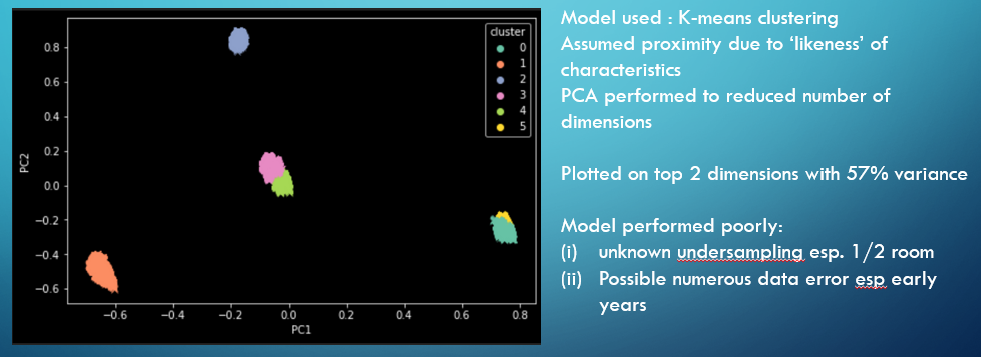 cluster
0
1
2
3
4
5
0.8
0.6
0.4
0.2
0.0
−0.2
−0.4
−0.6
PC2
−0.6
−0.4
−0.2
0.0
0.2
0.4
0.6
0.8
PC1
Model used : K-means clustering
Assumed proximity due to ‘likeness’ of
characteristics
PCA performed to reduced number of
dimensions
Plotted on top 2 dimensions with 57% variance
Model performed poorly:
(i) unknown undersampling esp. 1/2 room
(ii) Possible numerous data error esp early
years